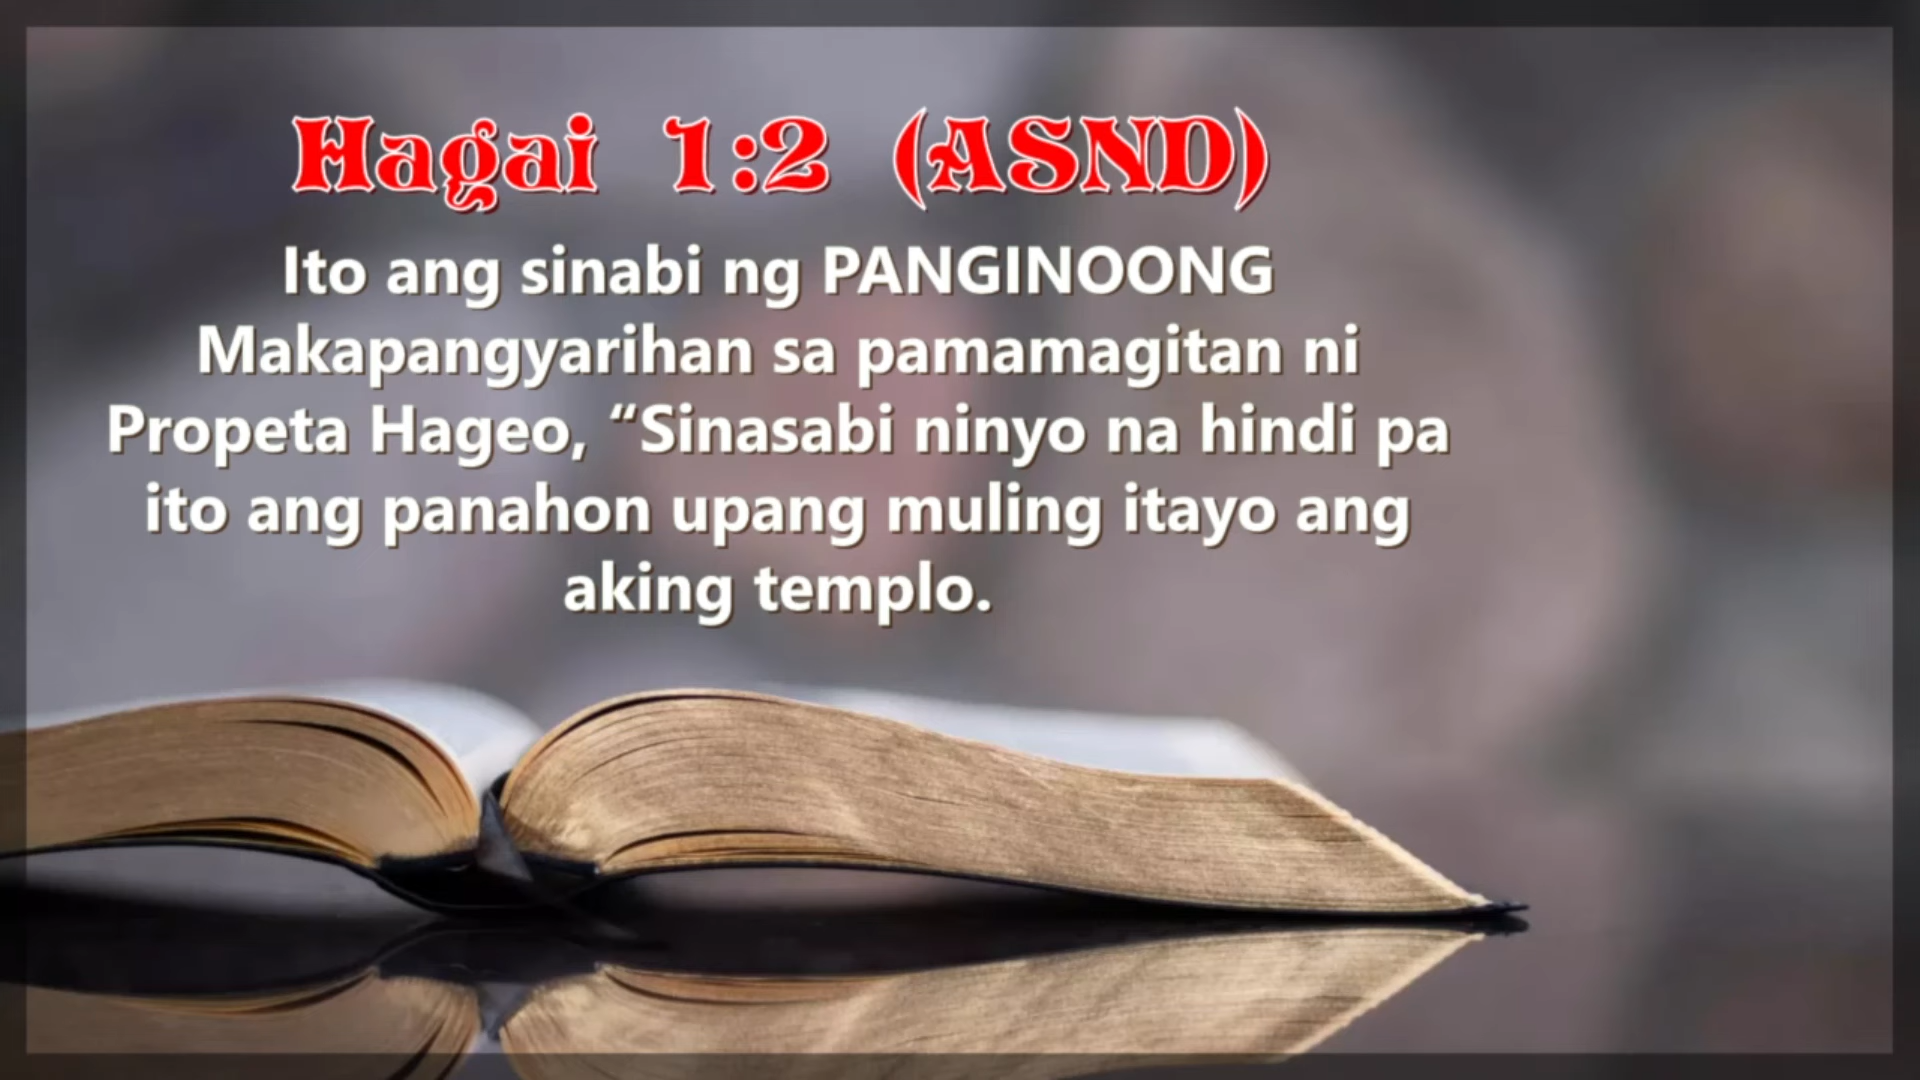 Hagai 1:2 (ASND)
Ito ang sinabi ng PANGINOONG
Makapangyarihan sa pamamagitan ni
Propeta Hageo, “Sinasabi ninyo na hindi pa
ito ang panahon upang muling itayo ang
aking templo.